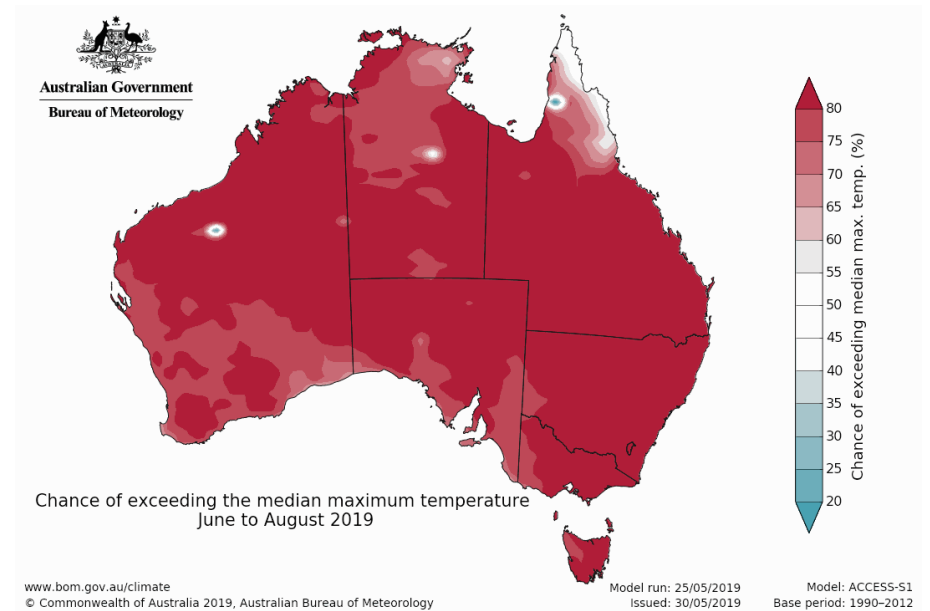 Australian Government
Bureau of Meteorology
80
75
70
65
60
55
50
45
40
35
30
25
20
Chance of exceeding median max. temp. (%)
Chance of exceeding the median maximum temperature
June to August 2019
www.bom.gov.au/climate
© Commonwealth of Australia 2019, Australian Bureau of Meteorology
Model run: 25/05/2019
Issued: 30/05/2019
Model: ACCESS-S1
Base period: 1990–2012